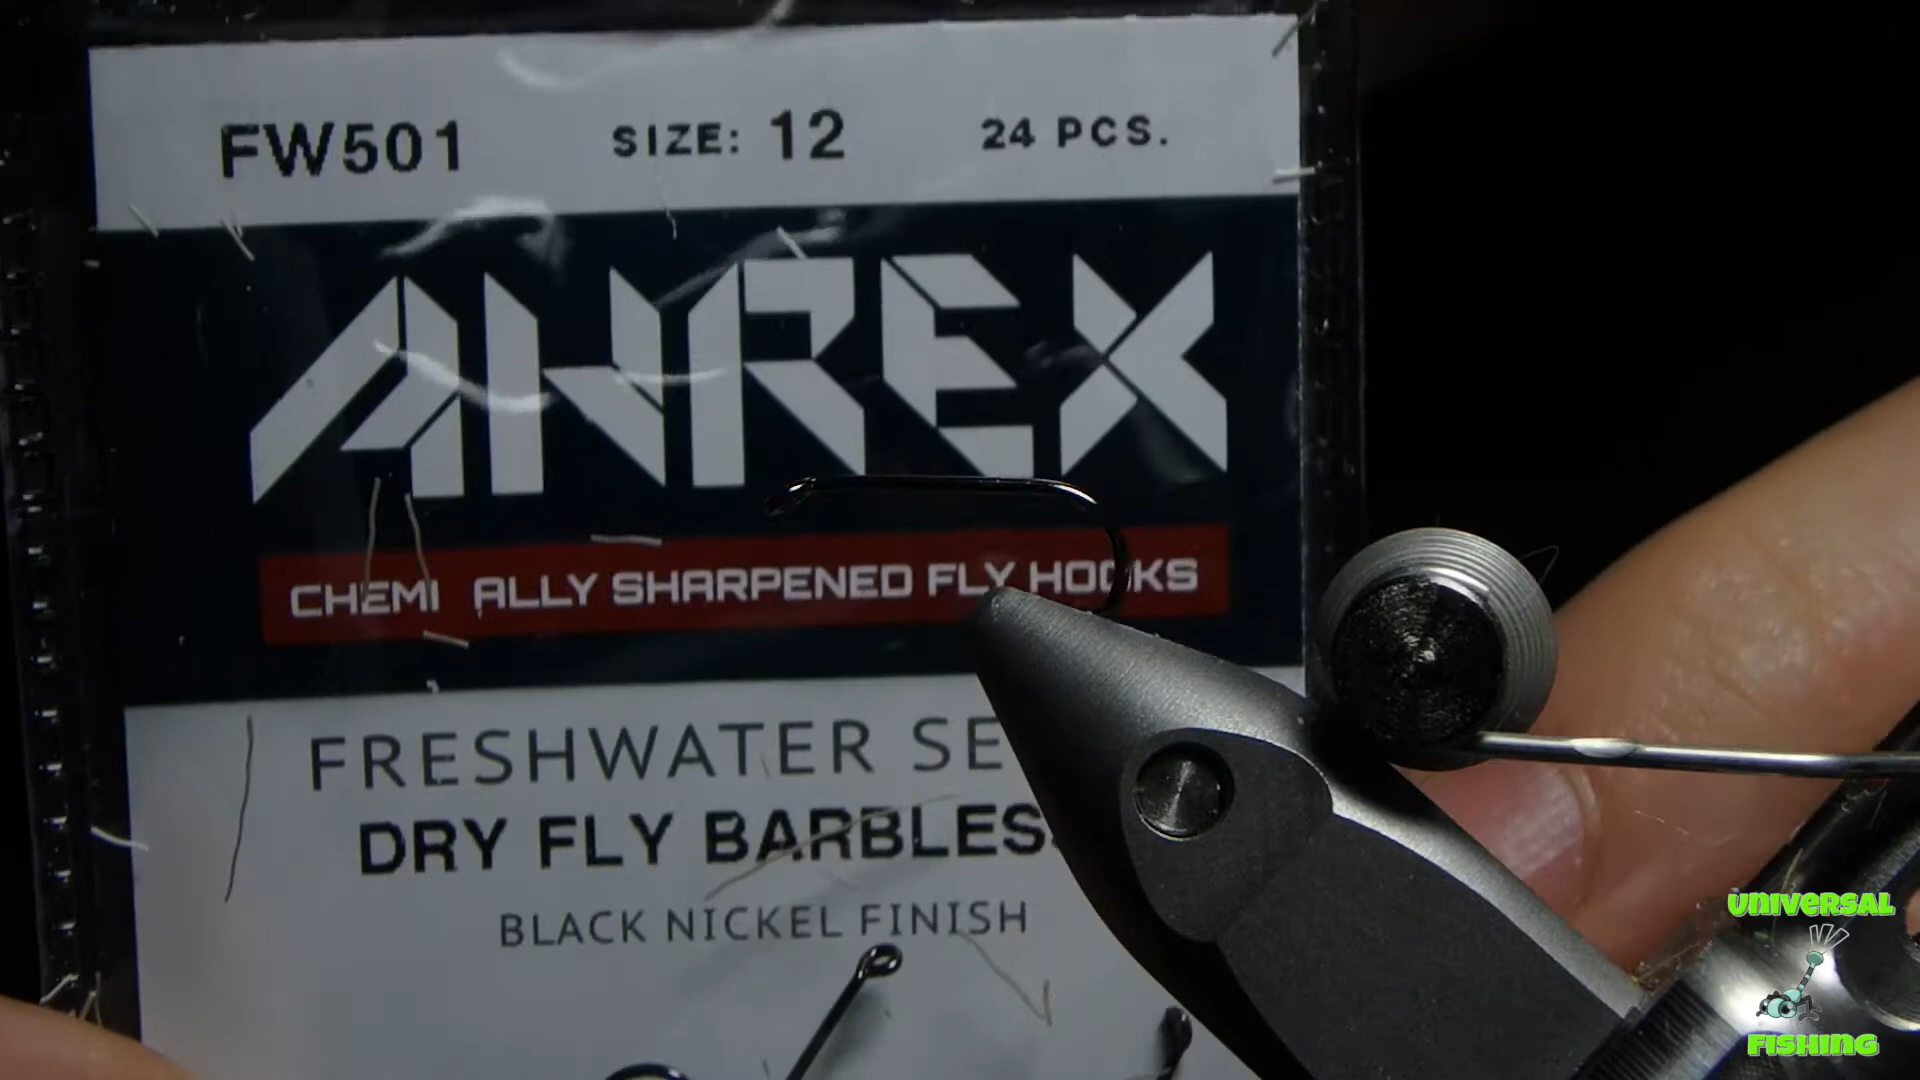 FW501 SIZE: 12 24 PCS.
AHREX
CHEMI ALLY SHARPENED FLY HOOKS
FRESHWATER SE
DRY FLY BARBLES
BLACK NICKEL FINISH
UNIVERSAL
FISHING